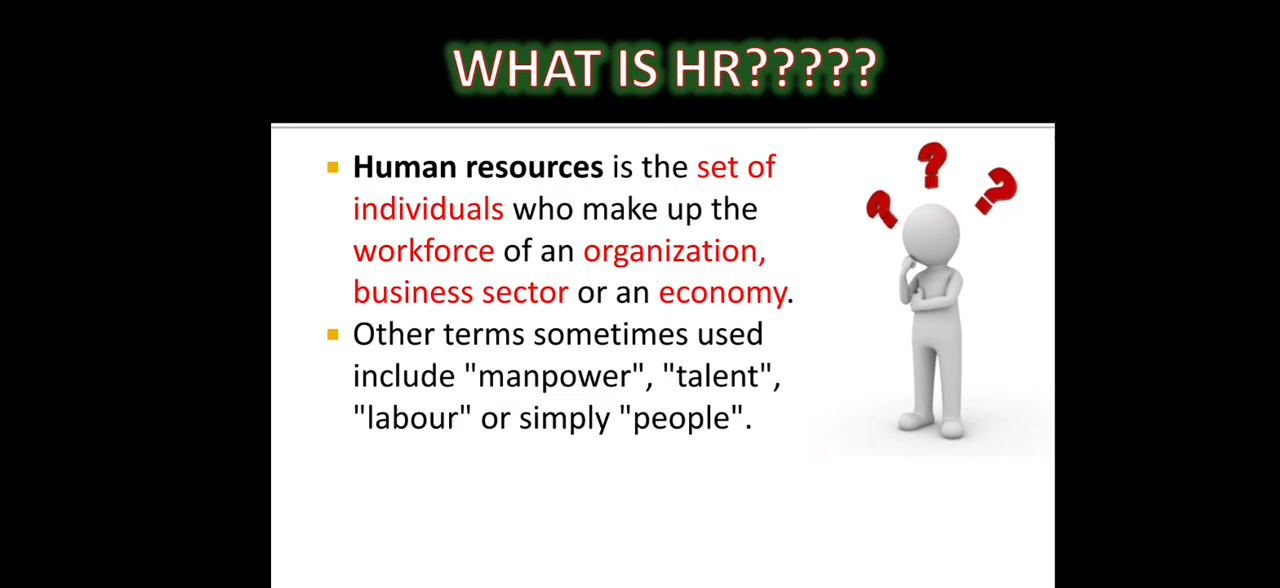 WHAT IS HR?????
Human resources is the set of
individuals who make up the
workforce of an organization,
business sector or an economy.
Other terms sometimes used
include "manpower", "talent",
"labour" or simply "people".